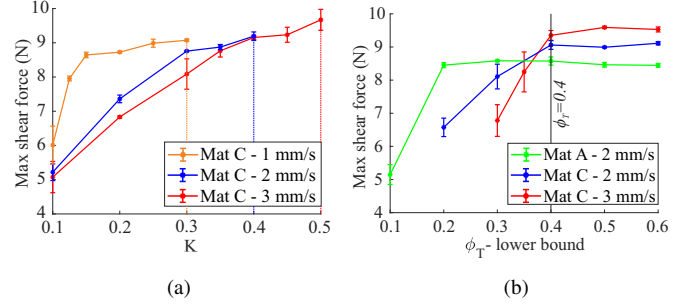 Max shear force (N)
10
9
8
7
6
5
4
0.1
0.2
0.3
0.4
0.5
K
Mat C - 1 mm/s
Mat C - 2 mm/s
Mat C - 3 mm/s
(a)
Max shear force (N)
10
9
8
7
6
5
4
0.1
0.2
0.3
0.4
0.5
0.6
ϕ_T- lower bound
ϕ_T=0.4
Mat A - 2 mm/s
Mat C - 2 mm/s
Mat C - 3 mm/s
(b)